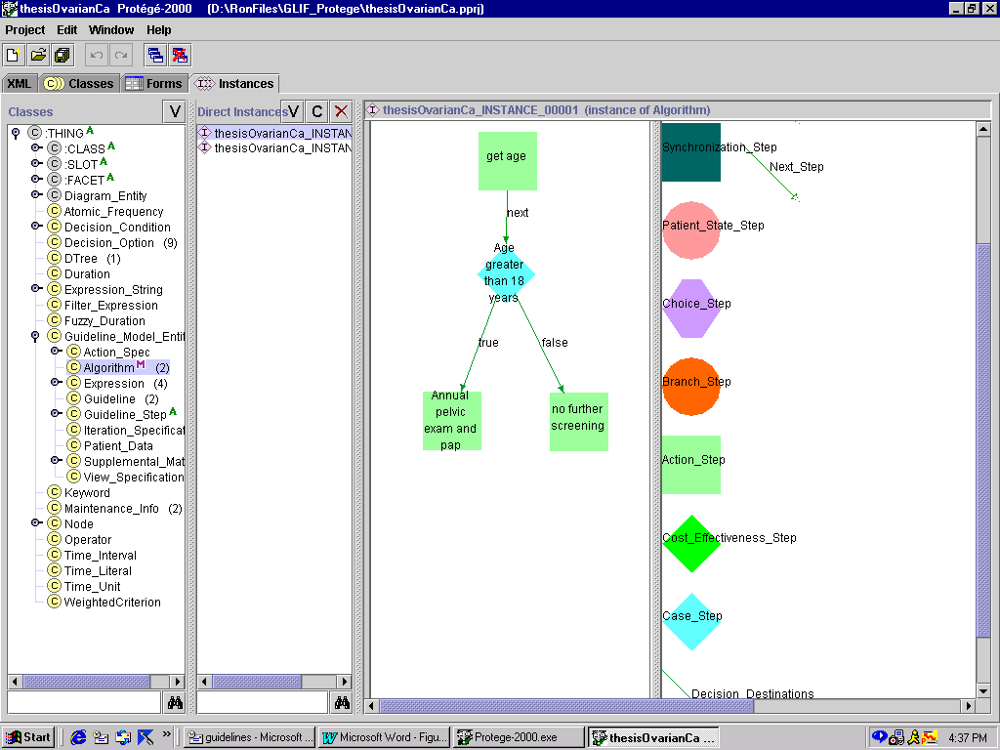 thesisOvarianCa Protégé-2000 (D:\RonFiles\GLIF_Protege\thesisOvarianCa.pprj)
Project Edit Window Help
XML Classes Forms Instances
Classes V
Direct Instances V C
thesisOvarianCa_INSTANCE_00001 (instance of Algorithm)
:THING A
:CLASS A
:SLOT A
:FACET A
Diagram_Entity
Atomic_Frequency
Decision_Condition
Decision_Option (9)
DTree (1)
Duration
Expression_String
Filter_Expression
Fuzzy_Duration
Guideline_Model_Entit
Action_Spec
Algorithm M (2)
Expression (4)
Guideline (2)
Guideline_Step A
Iteration_Specificat
Patient_Data
Supplemental_Mat
View_Specification
Keyword
Maintenance_Info (2)
Node
Operator
Time_Interval
Time_Literal
Time_Unit
WeightedCriterion
thesisOvarianCa_INSTAN
thesisOvarianCa_INSTAN
get age
next
Age
greater
than 18
years
true
false
Annual
pelvic
exam and
pap
no further
screening
Synchronization_Step
Next_Step
Patient_State_Step
Choice_Step
Branch_Step
Action_Step
Cost_Effectiveness_Step
Case_Step
Decision_Destinations
Start
guidelines - Microsoft ...
Microsoft Word - Figu...
Protege-2000.exe
thesisOvarianCa ...
4:37 PM